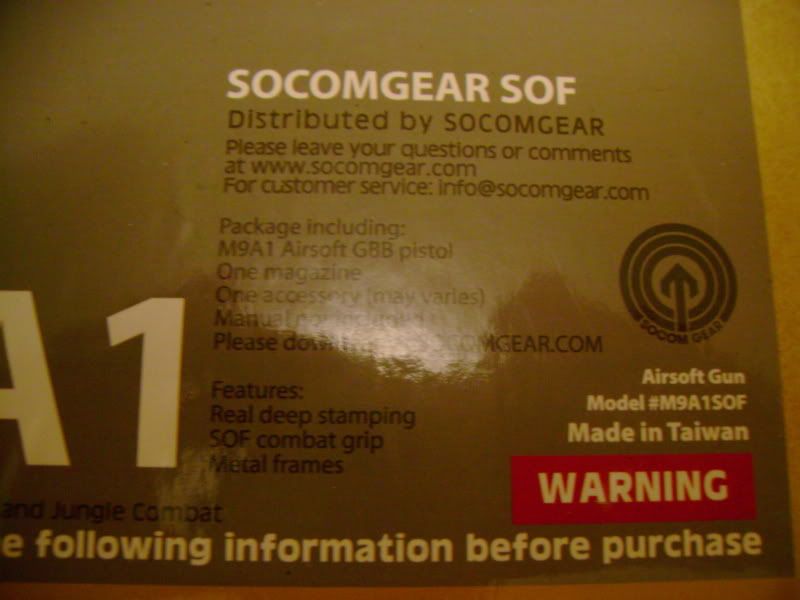 SOCOMGEAR SOF
Distributed by SOCOMGEAR
Please leave your questions or comments
at www.socomgear.com
For customer service: info@socomgear.com
Package including:
M9A1 Airsoft GBB pistol
One magazine
One accessory (may varies)
Manual not included
Please SOCOMGEAR.COM
A1
Features:
Real deep stamping
SOF combat grip
Metal frames
SOCOM GEAR
Airsoft Gun
Model #M9A1SOF
Made in Taiwan
WARNING
and Jungle Combat
e following information before purchase